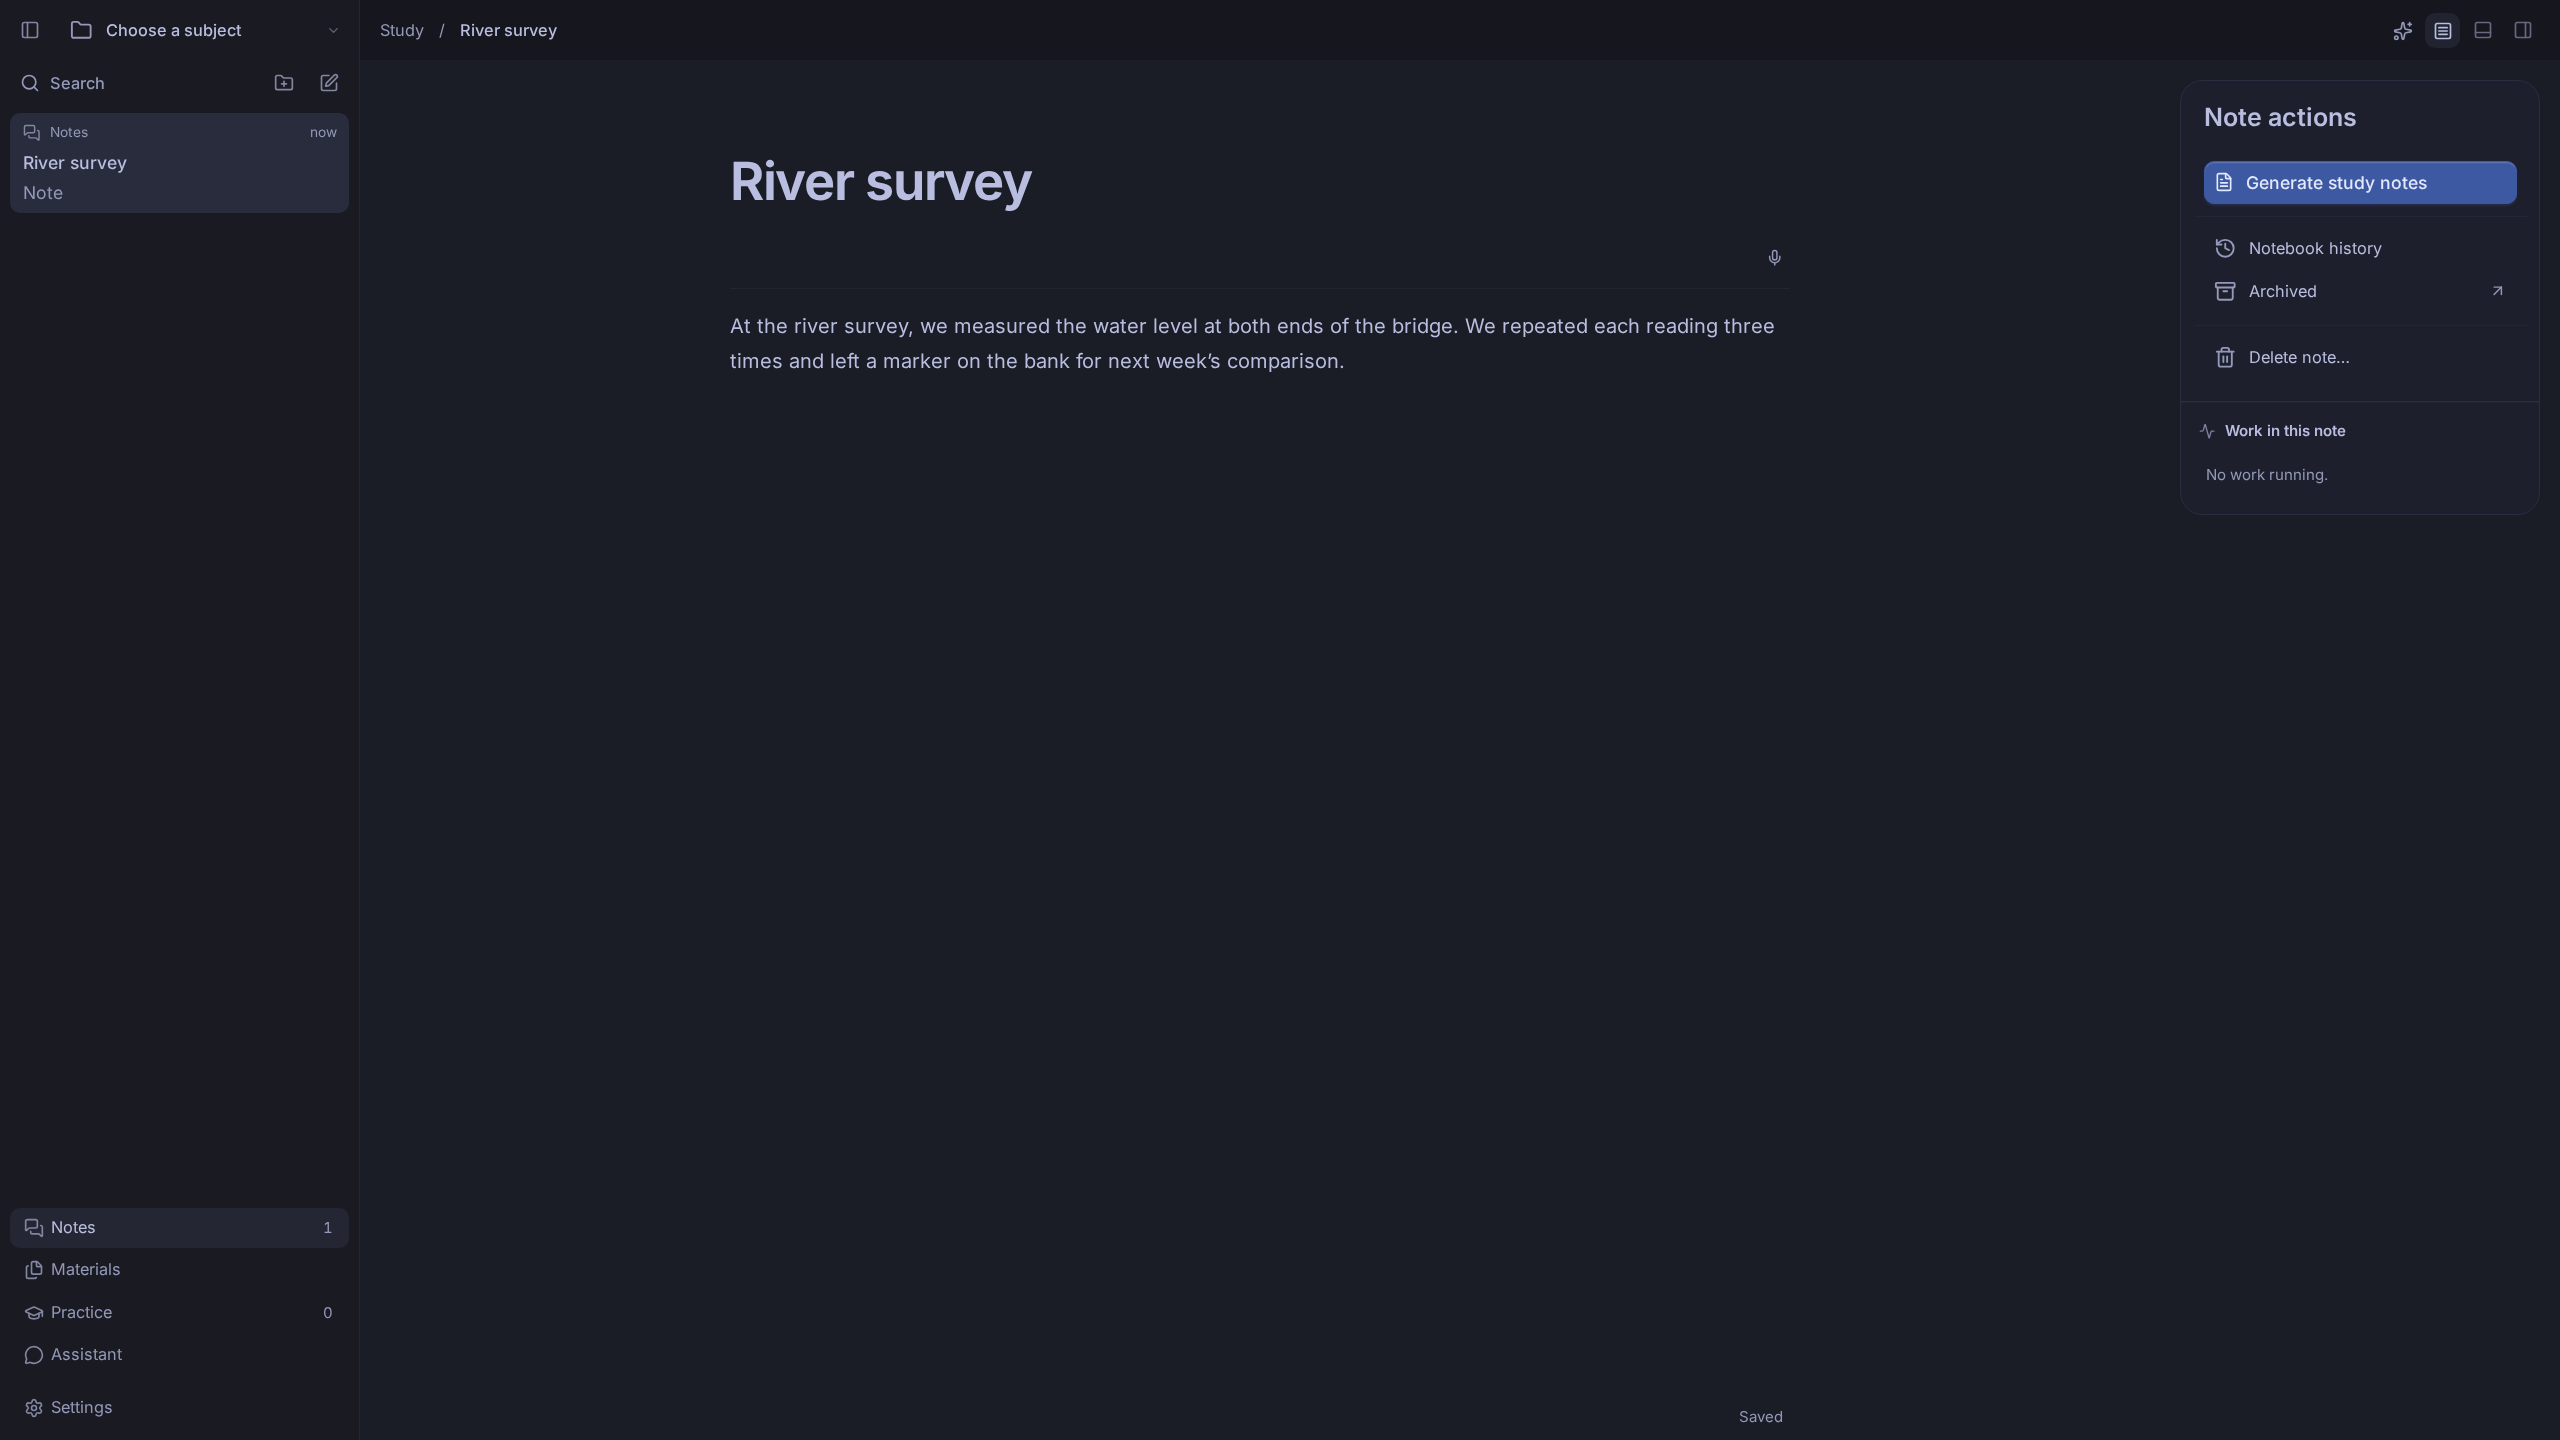 Choose a subject
Search
Notes now
River survey
Note
Notes 1
Materials
Practice 0
Assistant
Settings
Study / River survey
River survey
At the river survey, we measured the water level at both ends of the bridge. We repeated each reading three
times and left a marker on the bank for next week’s comparison.
Saved
Note actions
Generate study notes
Notebook history
Archived
Delete note...
Work in this note
No work running.